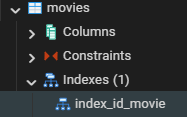 movies
Columns
Constraints
Indexes (1)
index_id_movie